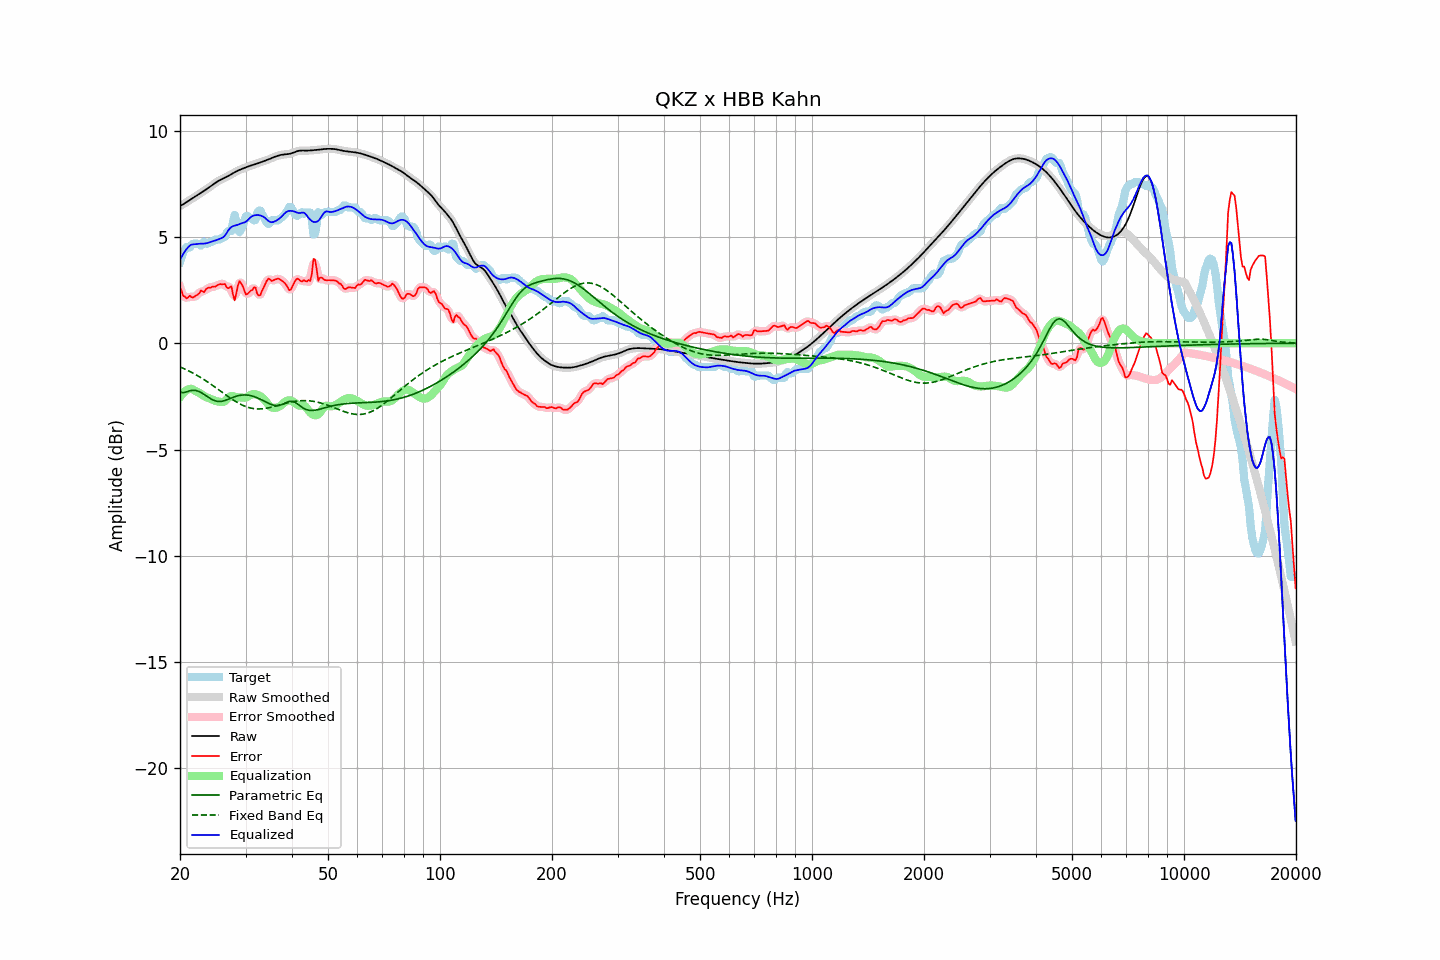 QKZ x HBB Kahn
10
5
0
−5
−10
−15
−20
Amplitude (dBr)
Target
Raw Smoothed
Error Smoothed
Raw
Error
Equalization
Parametric Eq
Fixed Band Eq
Equalized
20 50 100 200 500 1000 2000 5000 10000 20000
Frequency (Hz)